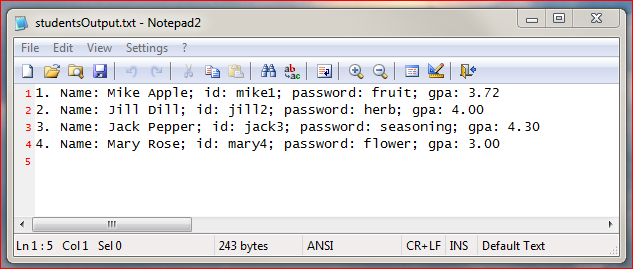 studentsOutput.txt - Notepad2
File Edit View Settings ?
1 1. Name: Mike Apple; id: mike1; password: fruit; gpa: 3.72
2 2. Name: Jill Dill; id: jill2; password: herb; gpa: 4.00
3 3. Name: Jack Pepper; id: jack3; password: seasoning; gpa: 4.30
4 4. Name: Mary Rose; id: mary4; password: flower; gpa: 3.00
5
Ln 1 : 5 Col 1 Sel 0 243 bytes ANSI CR+LF INS Default Text